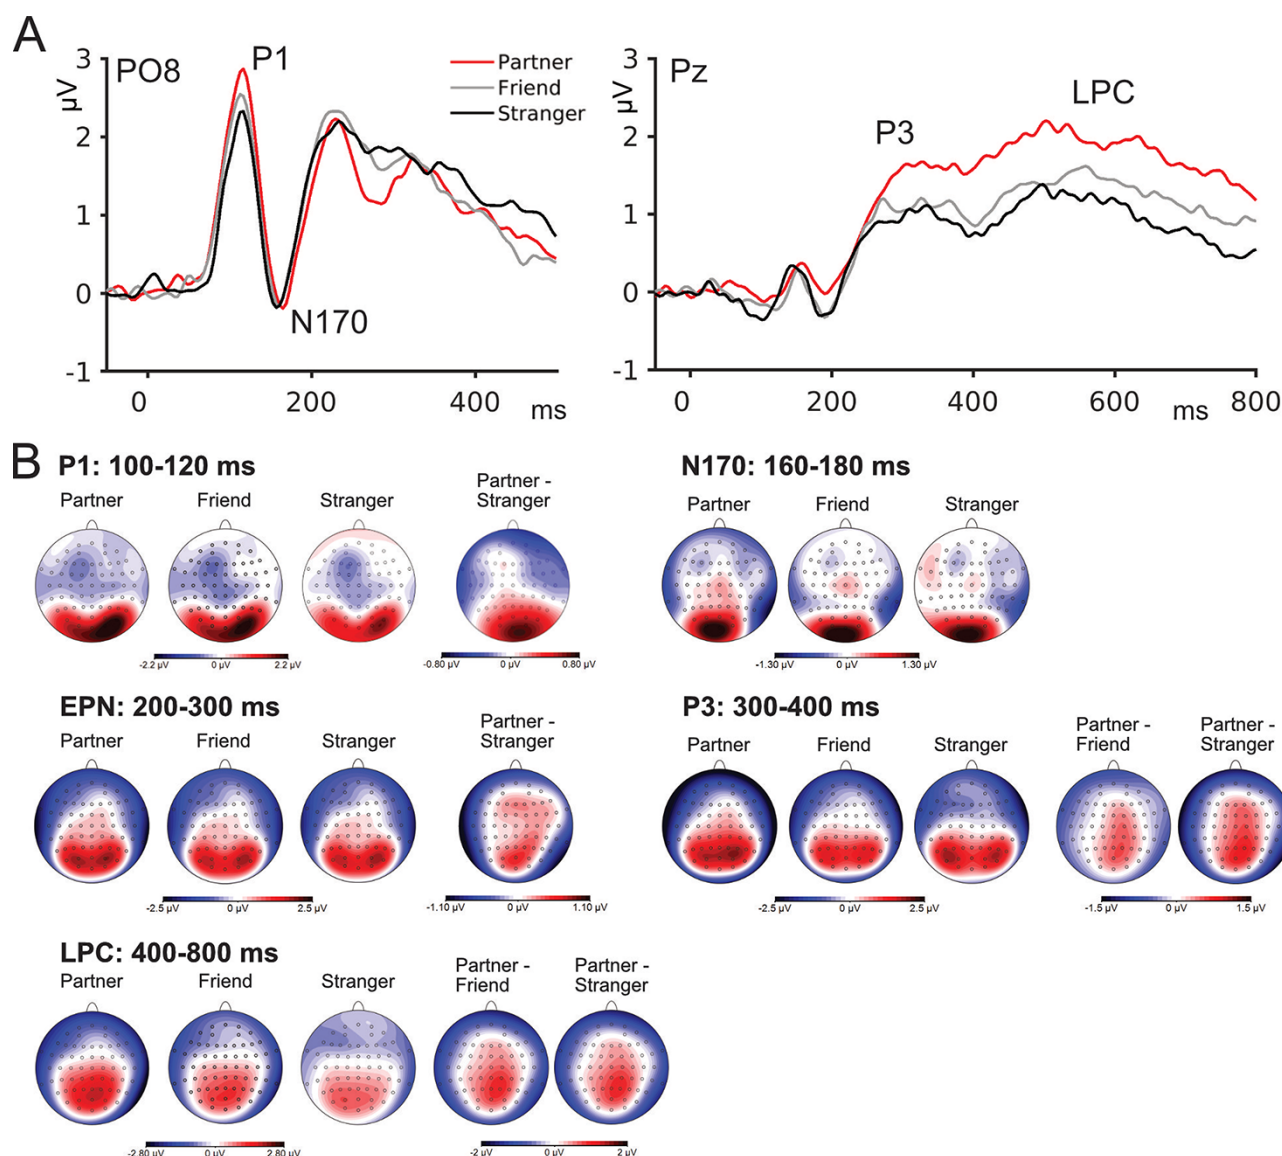 A
3
2
1
0
-1
µV
PO8
P1
N170
Partner
Friend
Stranger
0
200
400
ms
3
2
1
0
-1
µV
Pz
P3
LPC
0
200
400
600
ms
800
B
P1: 100-120 ms
Partner
Friend
Stranger
Partner -
Stranger
-2.2 µV
0 µV
2.2 µV
-0.80 µV
0 µV
0.80 µV
N170: 160-180 ms
Partner
Friend
Stranger
-1.30 µV
0 µV
1.30 µV
EPN: 200-300 ms
Partner
Friend
Stranger
Partner -
Stranger
-2.5 µV
0 µV
2.5 µV
-1.10 µV
0 µV
1.10 µV
P3: 300-400 ms
Partner
Friend
Stranger
Partner -
Friend
Partner -
Stranger
-2.5 µV
0 µV
2.5 µV
-1.5 µV
0 µV
1.5 µV
LPC: 400-800 ms
Partner
Friend
Stranger
Partner -
Friend
Partner -
Stranger
-2.80 µV
0 µV
2.80 µV
-2 µV
0 µV
2 µV